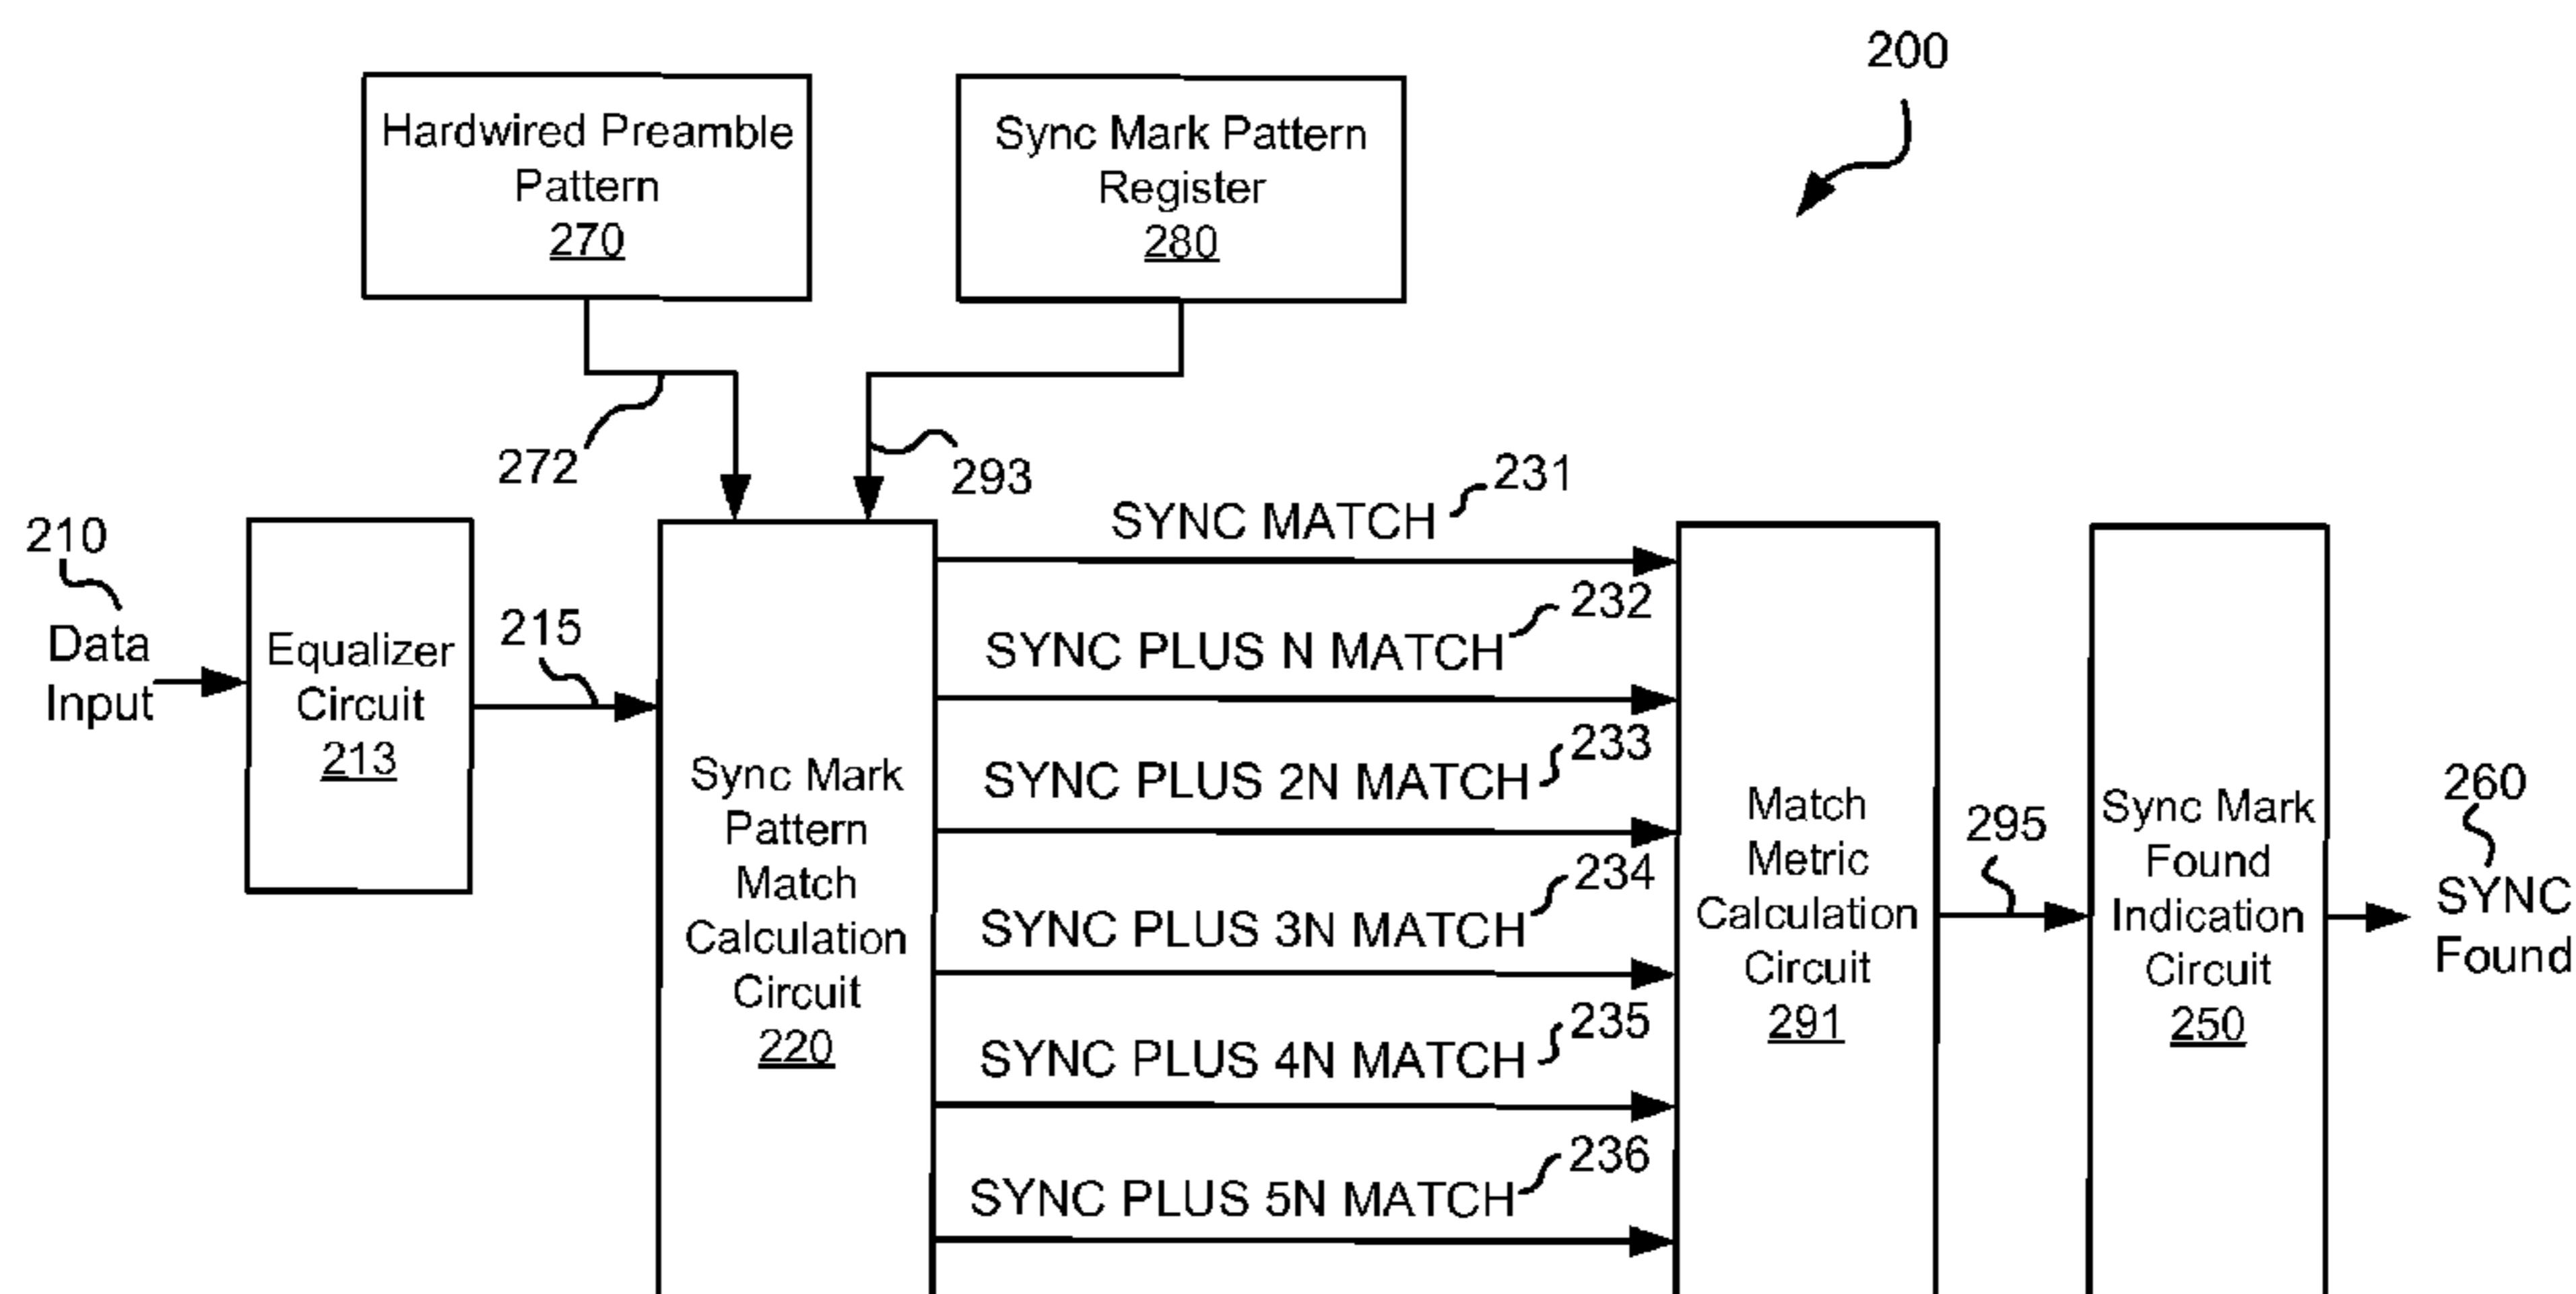 200
Hardwired Preamble
Pattern
270
Sync Mark Pattern
Register
280
272
293
210
Data
Input
Equalizer
Circuit
213
215
Sync Mark
Pattern
Match
Calculation
Circuit
220
SYNC MATCH
231
SYNC PLUS N MATCH
232
SYNC PLUS 2N MATCH
233
SYNC PLUS 3N MATCH
234
SYNC PLUS 4N MATCH
235
SYNC PLUS 5N MATCH
236
Match
Metric
Calculation
Circuit
291
295
Sync Mark
Found
Indication
Circuit
250
260
SYNC
Found